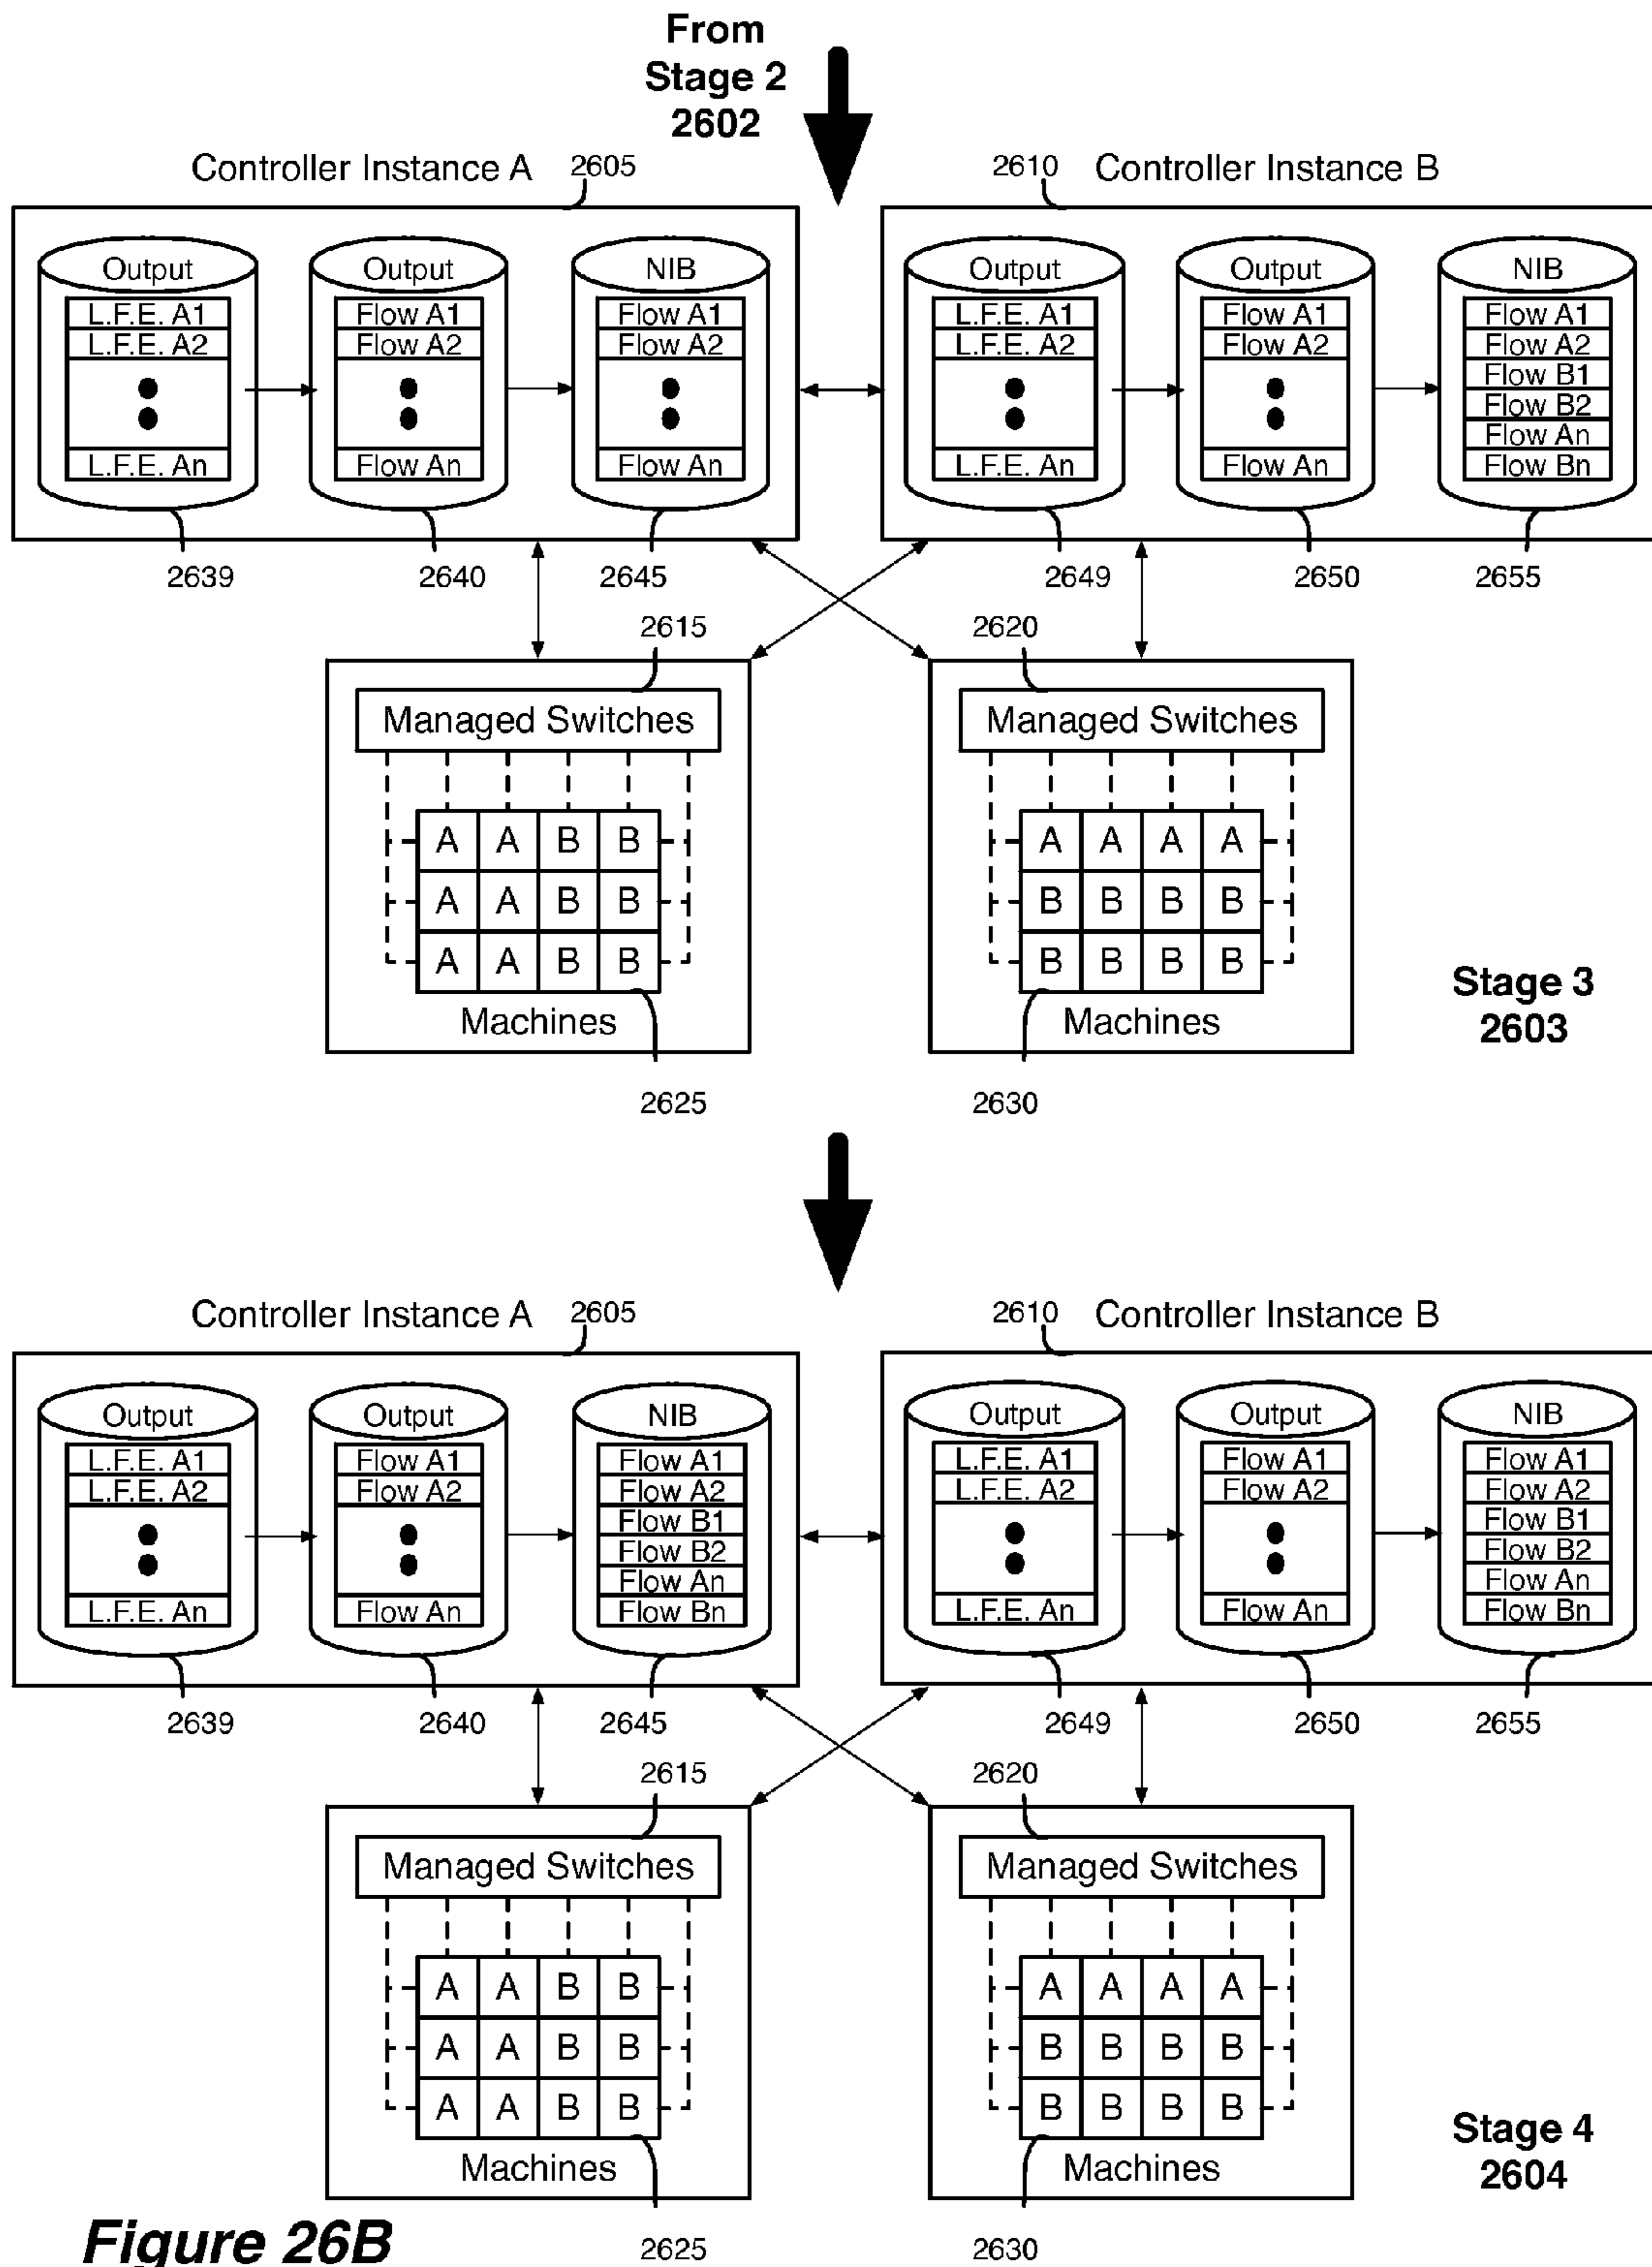 From
Stage 2
2602
Controller Instance A 2605
2610 Controller Instance B
Output Output NIB
L.F.E. A1 Flow A1 Flow A1
L.F.E. A2 Flow A2 Flow A2
L.F.E. An Flow An Flow An
2639 2640 2645
Output Output NIB
L.F.E. A1 Flow A1 Flow A1
L.F.E. A2 Flow A2 Flow A2
Flow B1
Flow B2
Flow An
L.F.E. An Flow An Flow Bn
2649 2650 2655
2615
Managed Switches
A A B B
A A B B
A A B B
Machines
2625
2620
Managed Switches
A A A A
B B B B
B B B B
Machines
2630
Stage 3
2603
Controller Instance A 2605
2610 Controller Instance B
Output Output NIB
L.F.E. A1 Flow A1 Flow A1
L.F.E. A2 Flow A2 Flow A2
Flow B1
Flow B2
Flow An
L.F.E. An Flow An Flow Bn
2639 2640 2645
Output Output NIB
L.F.E. A1 Flow A1 Flow A1
L.F.E. A2 Flow A2 Flow A2
Flow B1
Flow B2
Flow An
L.F.E. An Flow An Flow Bn
2649 2650 2655
2615
Managed Switches
A A B B
A A B B
A A B B
Machines
2625
2620
Managed Switches
A A A A
B B B B
B B B B
Machines
2630
Stage 4
2604
Figure 26B